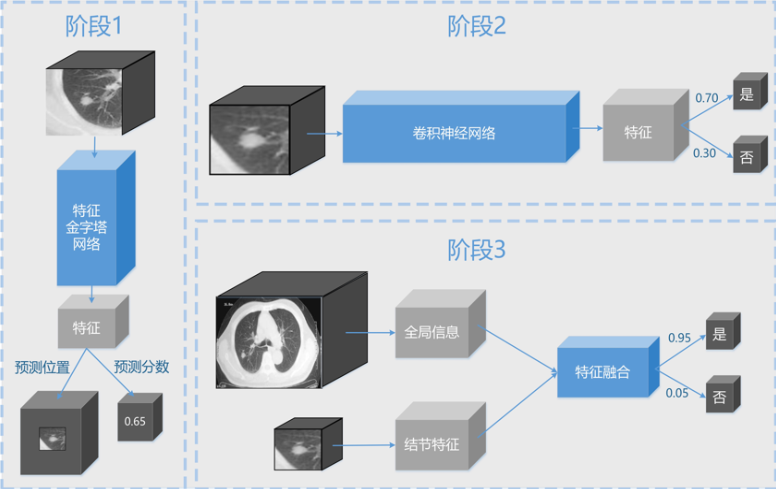 阶段1
特征
金字塔
网络
特征
预测位置
预测分数
0.65
阶段2
卷积神经网络
特征
0.70
是
0.30
否
阶段3
全局信息
结节特征
特征融合
0.95
是
0.05
否